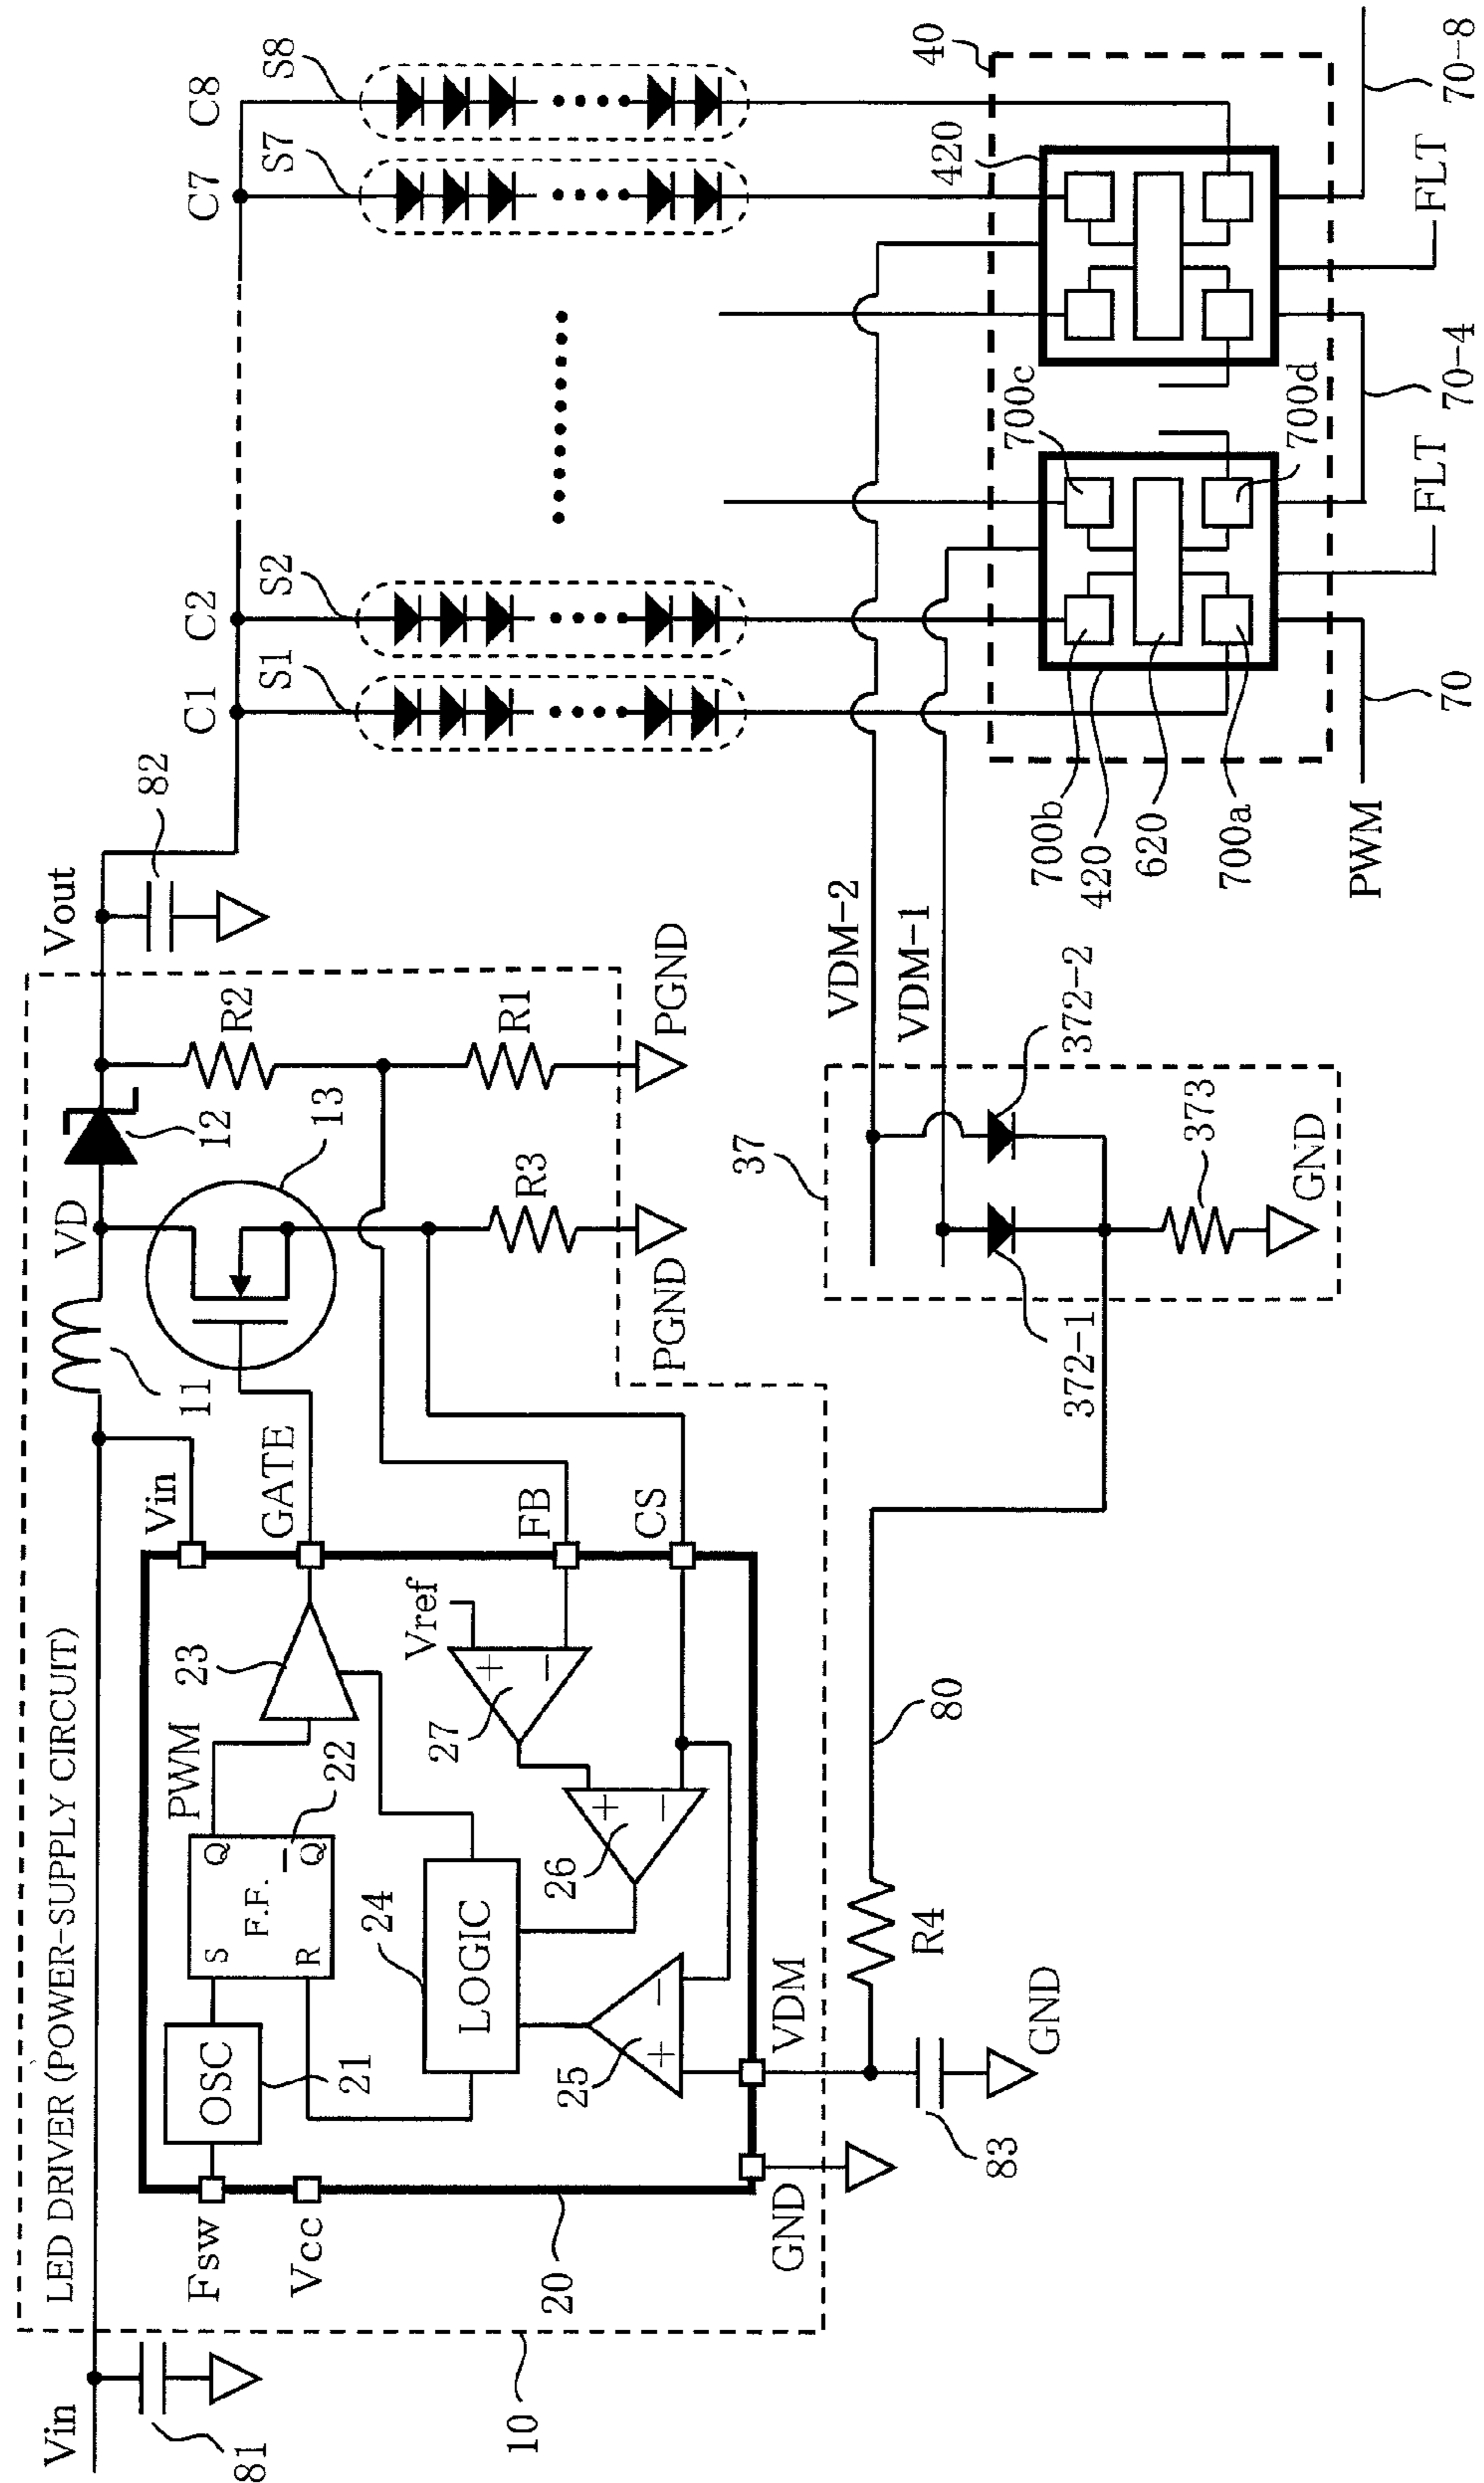 Vin
81
10
LED DRIVER (POWER-SUPPLY CIRCUIT)
Fsw
Vcc
20
GND
OSC
21
S
R
F.F.
Q
Q
22
PWM
23
LOGIC
24
25
+
−
26
+
−
27
+
−
Vref
VDM
Vin
GATE
FB
CS
11
VD
12
13
R2
R1
R3
PGND
PGND
Vout
82
83
GND
R4
80
37
372-1
372-2
373
GND
VDM-2
VDM-1
C1
C2
C7
C8
S1
S2
S7
S8
40
420
700b
420
620
700a
700c
700d
PWM
70
FLT
70-4
FLT
70-8